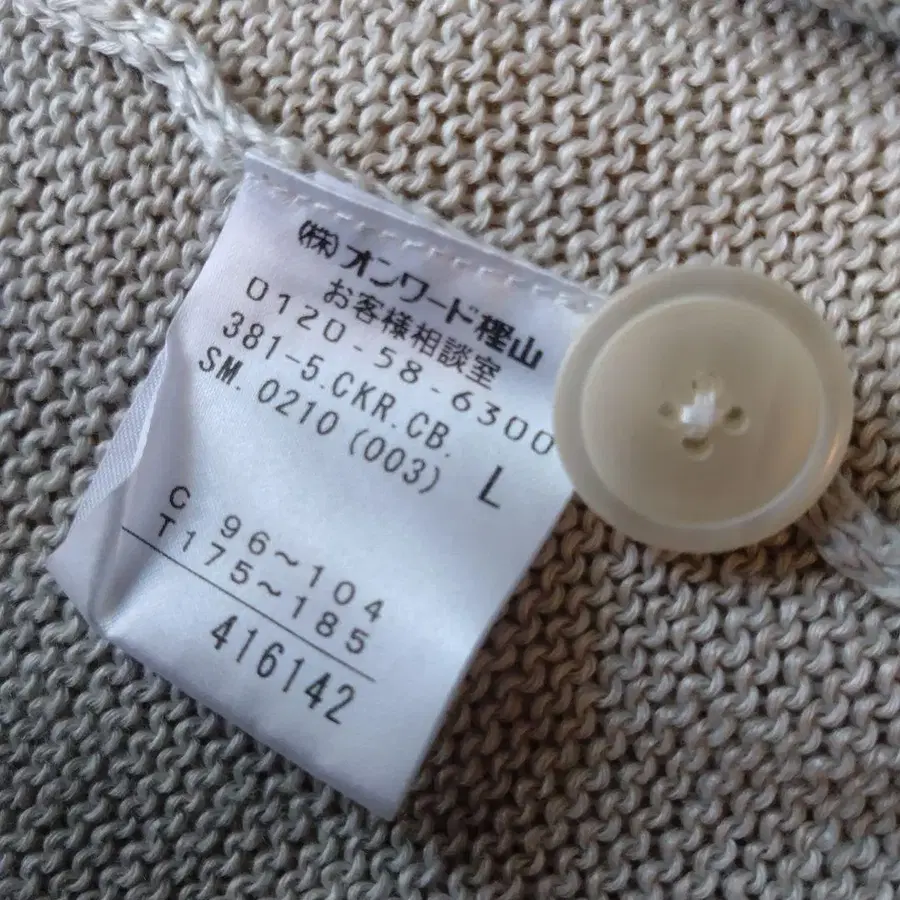 (株)オンワード樫山
お客様相談室
0120-58-6300
381-5.CKR.CB.
SM.0210(003) L
C 96~104
T175~185
416142